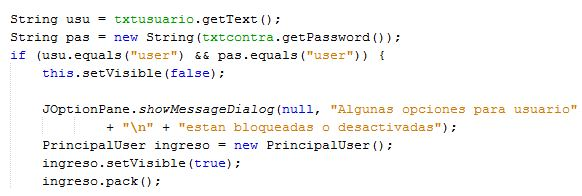 String usu = txtusuario.getText();
String pas = new String(txtcontra.getPassword());
if (usu.equals("user") && pas.equals("user")) {
this.setVisible(false);
JOptionPane.showMessageDialog(null, "Algunas opciones para usuario"
+ "\n" + "estan bloqueadas o desactivadas");
PrincipalUser ingreso = new PrincipalUser();
ingreso.setVisible(true);
ingreso.pack();